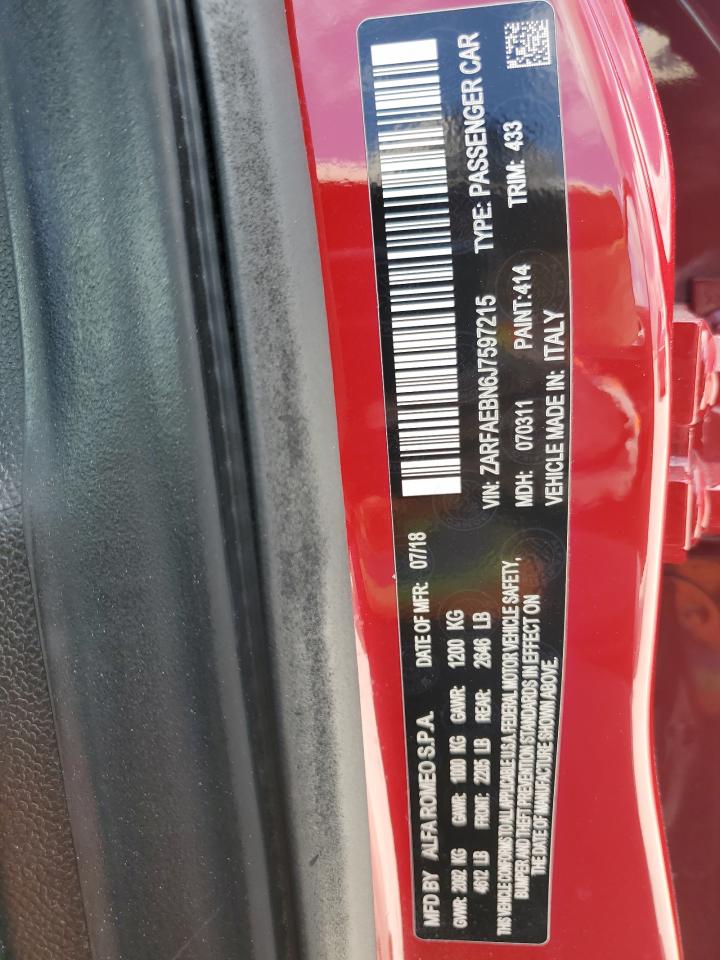 MFD BY ALFA ROMEO S.P.A. DATE OF MFR: 07/18
GVWR: 2092 KG GAWR: 1000 KG GAWR: 1200 KG
4612 LB FRONT: 2205 LB REAR: 2646 LB
THIS VEHICLE CONFORMS TO ALL APPLICABLE U.S.A. FEDERAL MOTOR VEHICLE SAFETY,
BUMPER AND THEFT PREVENTION STANDARDS IN EFFECT ON
THE DATE OF MANUFACTURE SHOWN ABOVE.
VIN: ZARFAEBN6J7597215 TYPE: PASSENGER CAR
MDH: 070311 PAINT:414 TRIM: 433
VEHICLE MADE IN: ITALY